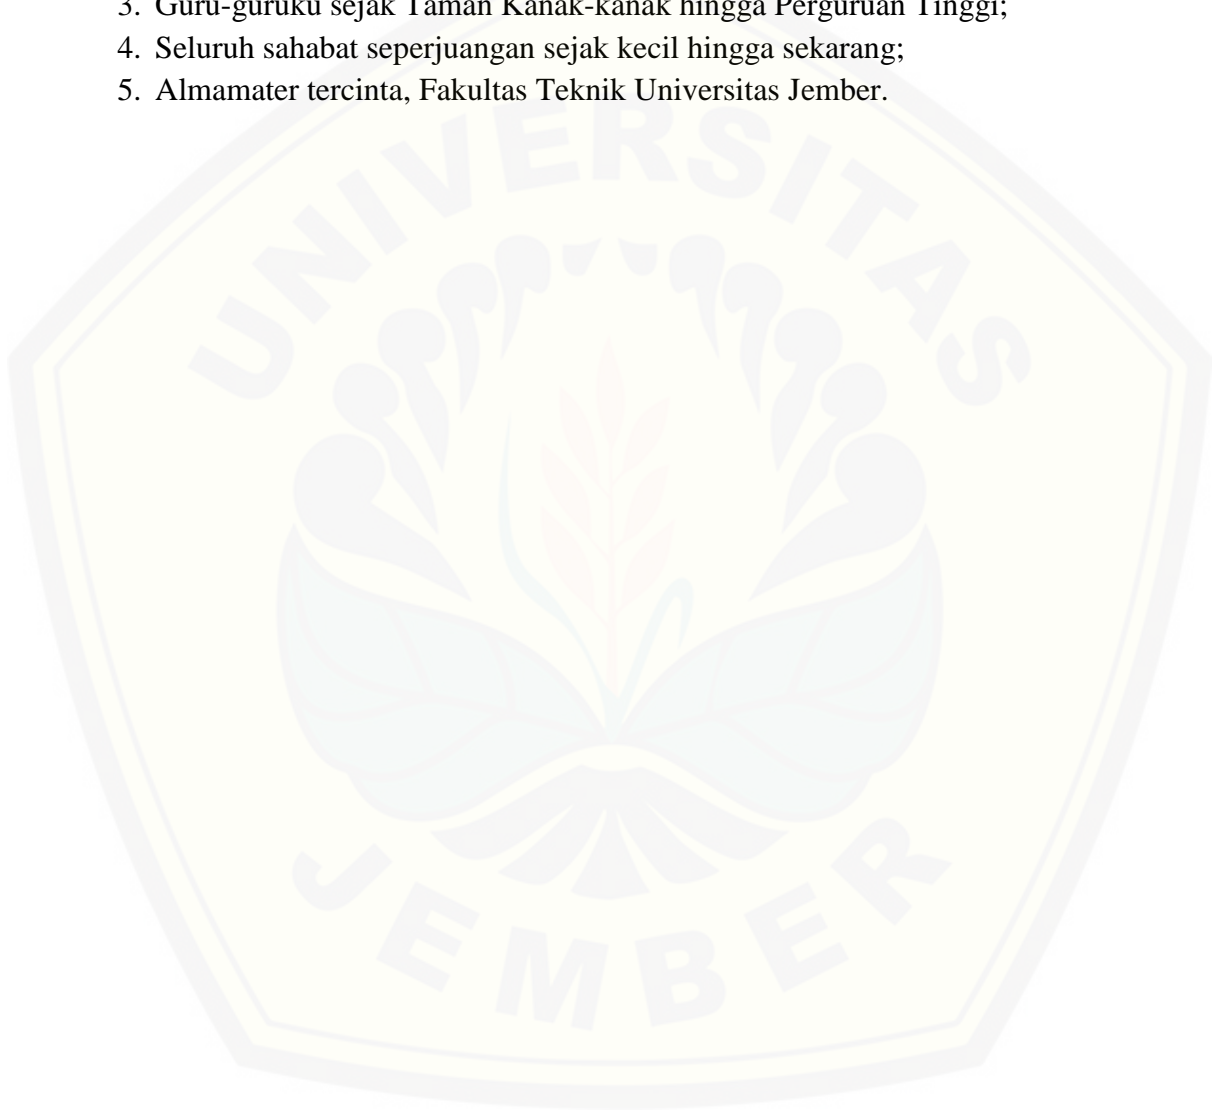 3. Guru-guruku sejak Taman Kanak-kanak hingga Perguruan Tinggi;
4. Seluruh sahabat seperjuangan sejak kecil hingga sekarang;
5. Almamater tercinta, Fakultas Teknik Universitas Jember.
UNIVERSITAS
JEMBER